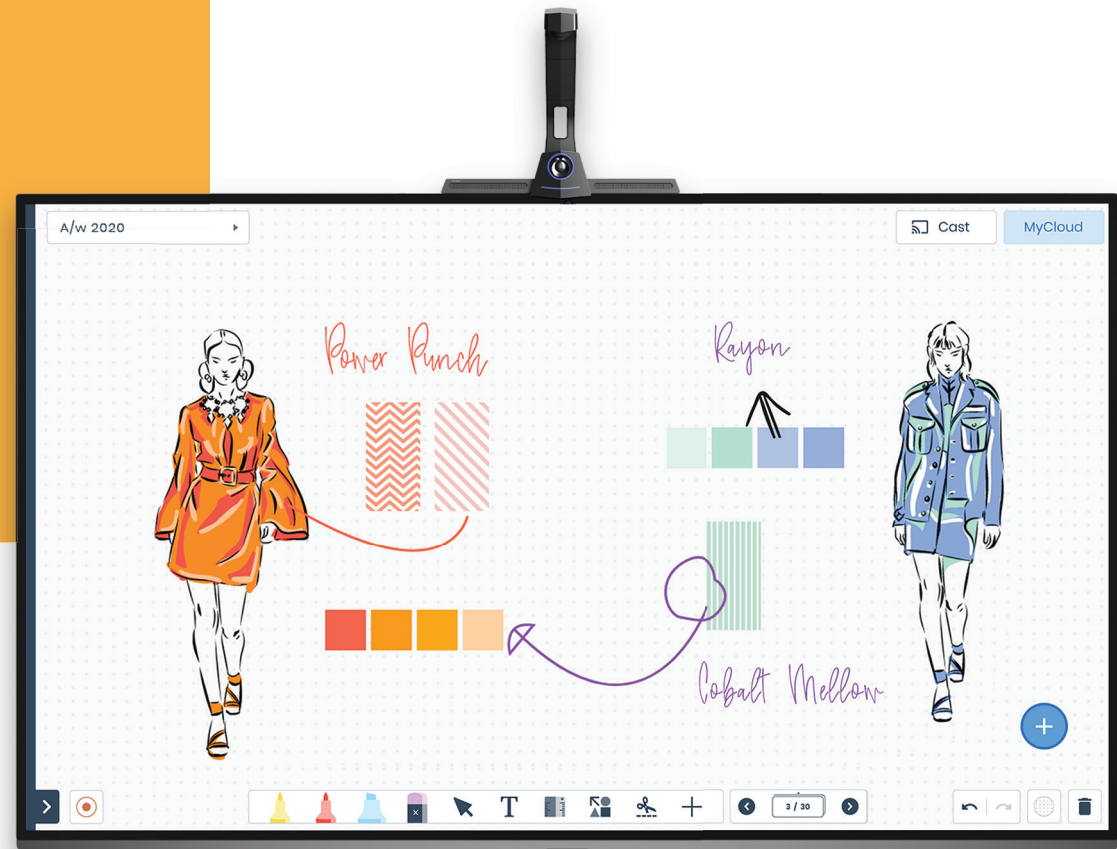 A/w 2020
Cast
MyCloud
Power Punch
Rayon
Cobalt Mellow
T
3 / 30